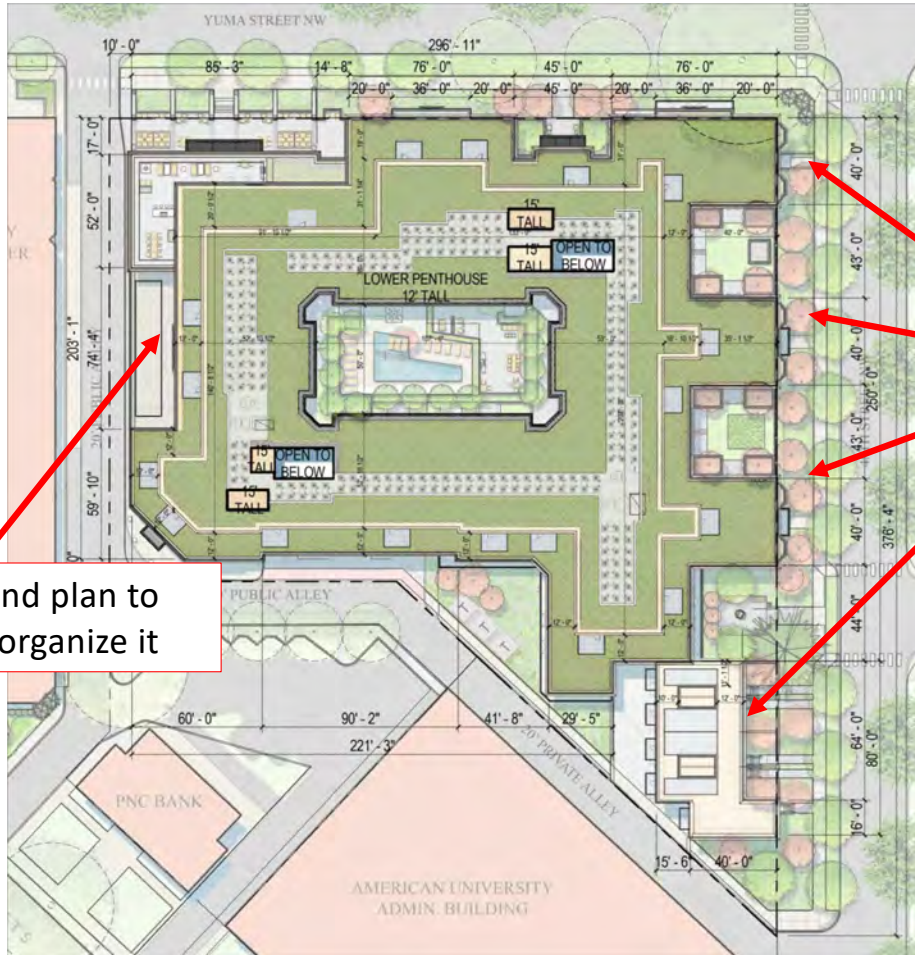 YUMA STREET NW
10' - 0"
296' - 11"
85'- 3"
14' - 8"
76' - 0"
45' - 0"
76' - 0"
20' - 0"
36' - 0"
20' - 0"
45' - 0"
20' - 0"
36' - 0"
20' - 0"
17' - 0"
52' - 0"
203' - 1"
74' - 4"
59' - 10"
ER
15'
TALL
15'
TALL
OPEN TO
BELOW
LOWER PENTHOUSE
12' TALL
15'
TALL
OPEN TO
BELOW
15'
TALL
40' - 0"
43' - 0"
40' - 0"
250' - 0"
43' - 0"
40' - 0"
376' - 4"
44' - 0"
64' - 0"
80' - 0"
16' - 0"
nd plan to
organize it
PUBLIC ALLEY
60' - 0"
90' - 2"
41' - 8"
29' - 5"
221' - 3"
20' PRIVATE ALLEY
PNC BANK
AMERICAN UNIVERSITY
ADMIN. BUILDING
15' - 6"
40' - 0"